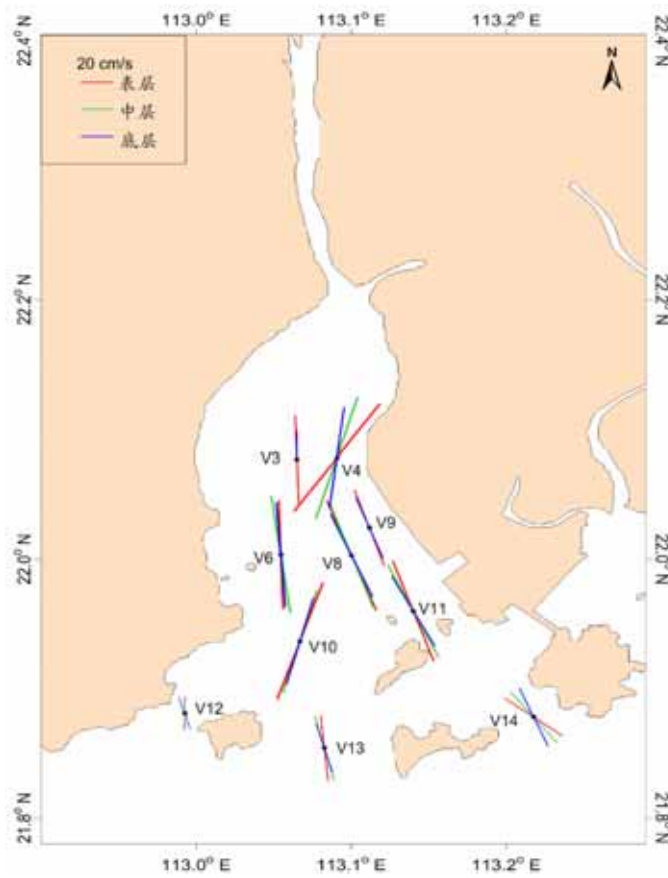 113.0° E 113.1° E 113.2° E
22.4° N 22.4° N
20 cm/s
表层
中层
底层
N
22.2° N 22.2° N
V3
V4
V9
22.0° N 22.0° N
V6
V8
V11
V10
V12
V14
V13
21.8° N 21.8° N
113.0° E 113.1° E 113.2° E